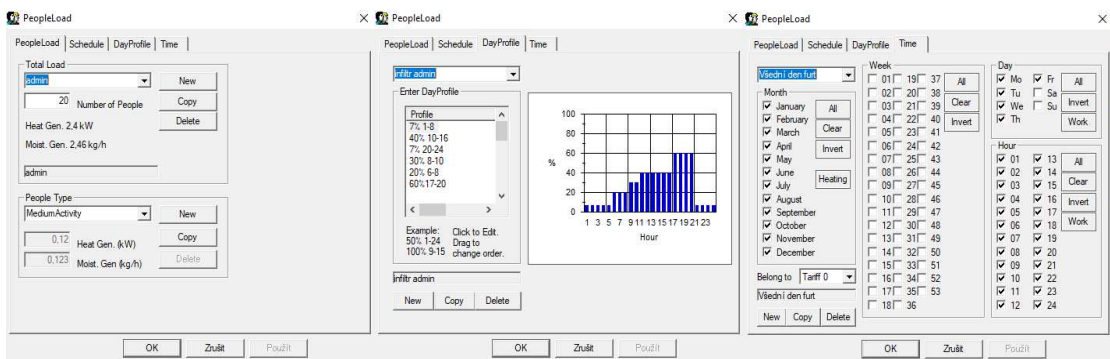 PeopleLoad
PeopleLoad Schedule DayProfile Time
Total Load
admin
New
20 Number of People
Copy
Heat Gen. 2,4 kW
Delete
Moist. Gen. 2,46 kg/h
admin
People Type
MediumActivity
New
0,12 Heat Gen. (kW)
Copy
0,123 Moist. Gen (kg/h)
Delete
OK Zrušit Použít
PeopleLoad
PeopleLoad Schedule DayProfile Time
infiltr admin
Enter DayProfile
Profile
7% 1-8
40% 10-16
7% 20-24
30% 8-10
20% 6-8
60%17-20
Example: Click to Edit.
50% 1-24 Drag to
100% 9-15 change order.
100
80
60
%
40
20
0
1 3 5 7 9 11 13 15 17 19 21 23
Hour
infiltr admin
New Copy Delete
OK Zrušit Použít
PeopleLoad
PeopleLoad Schedule DayProfile Time
Všední den furt
Month
January All
February
March Clear
April Invert
May
June
July Heating
August
September
October
November
December
Belong to Tariff 0
Všední den furt
New Copy Delete
Week
01 19 37 All
02 20 38
03 21 39 Clear
04 22 40 Invert
05 23 41
06 24 42
07 25 43
08 26 44
09 27 45
10 28 46
11 29 47
12 30 48
13 31 49
14 32 50
15 33 51
16 34 52
17 35 53
18 36
Day
Mo Fr All
Tu Sa
We Su Invert
Th Work
Hour
01 13 All
02 14
03 15 Clear
04 16 Invert
05 17
06 18 Work
07 19
08 20
09 21
10 22
11 23
12 24
OK Zrušit Použít